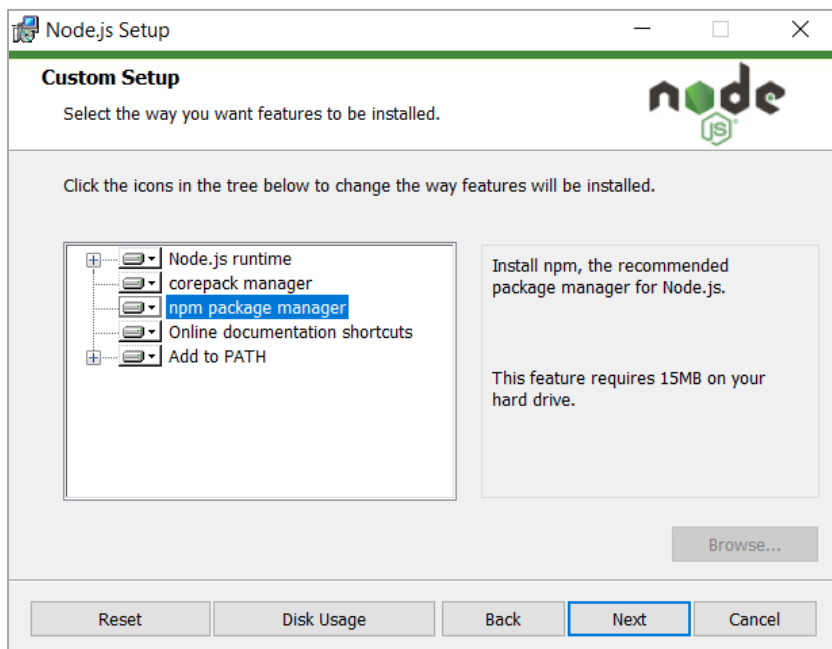 Node.js Setup
Custom Setup
Select the way you want features to be installed.
node
JS
Click the icons in the tree below to change the way features will be installed.
Node.js runtime
corepack manager
npm package manager
Online documentation shortcuts
Add to PATH
Install npm, the recommended
package manager for Node.js.
This feature requires 15MB on your
hard drive.
Browse...
Reset
Disk Usage
Back
Next
Cancel